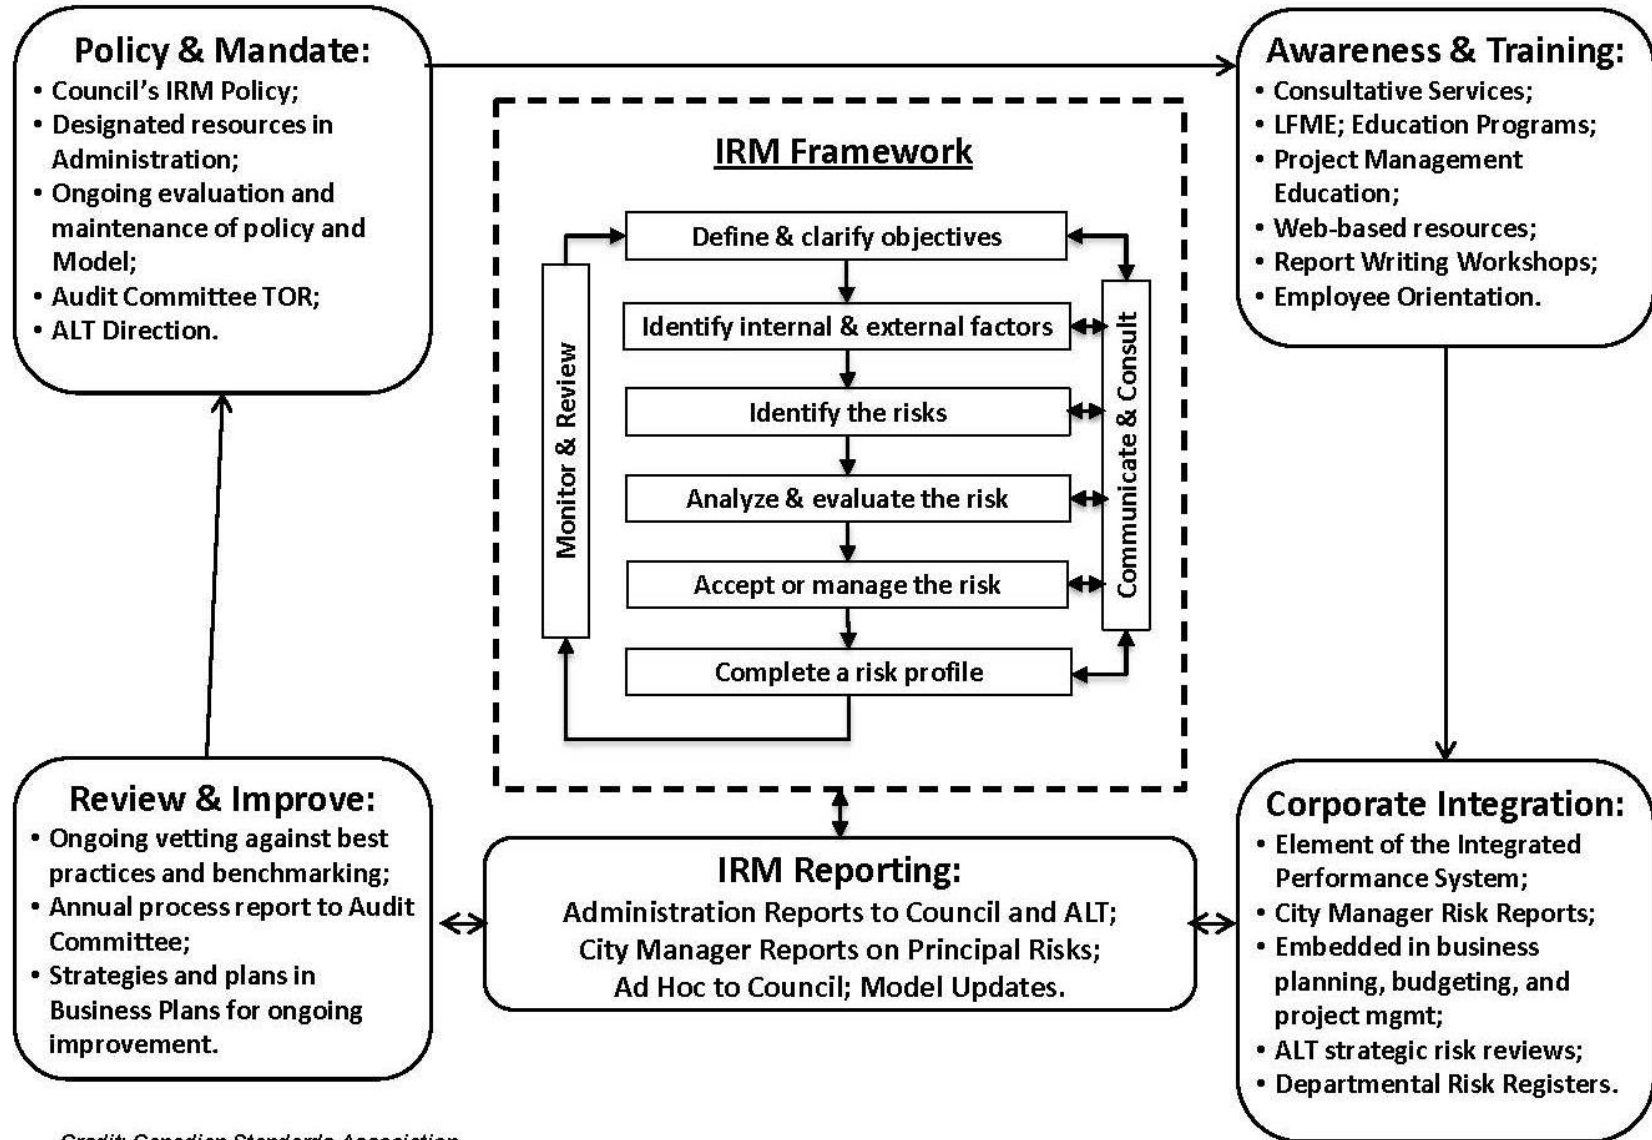 Policy & Mandate:
• Council's IRM Policy;
• Designated resources in
Administration;
• Ongoing evaluation and
maintenance of policy and
Model;
• Audit Committee TOR;
• ALT Direction.
Awareness & Training:
• Consultative Services;
• LFME; Education Programs;
• Project Management
Education;
• Web-based resources;
• Report Writing Workshops;
• Employee Orientation.
IRM Framework
Define & clarify objectives
Identify internal & external factors
Identify the risks
Analyze & evaluate the risk
Accept or manage the risk
Complete a risk profile
Monitor & Review
Communicate & Consult
Review & Improve:
• Ongoing vetting against best
practices and benchmarking;
• Annual process report to Audit
Committee;
• Strategies and plans in
Business Plans for ongoing
improvement.
IRM Reporting:
Administration Reports to Council and ALT;
City Manager Reports on Principal Risks;
Ad Hoc to Council; Model Updates.
Corporate Integration:
• Element of the Integrated
Performance System;
• City Manager Risk Reports;
• Embedded in business
planning, budgeting, and
project mgmt;
• ALT strategic risk reviews;
• Departmental Risk Registers.
Credit: Canadian Standards Association